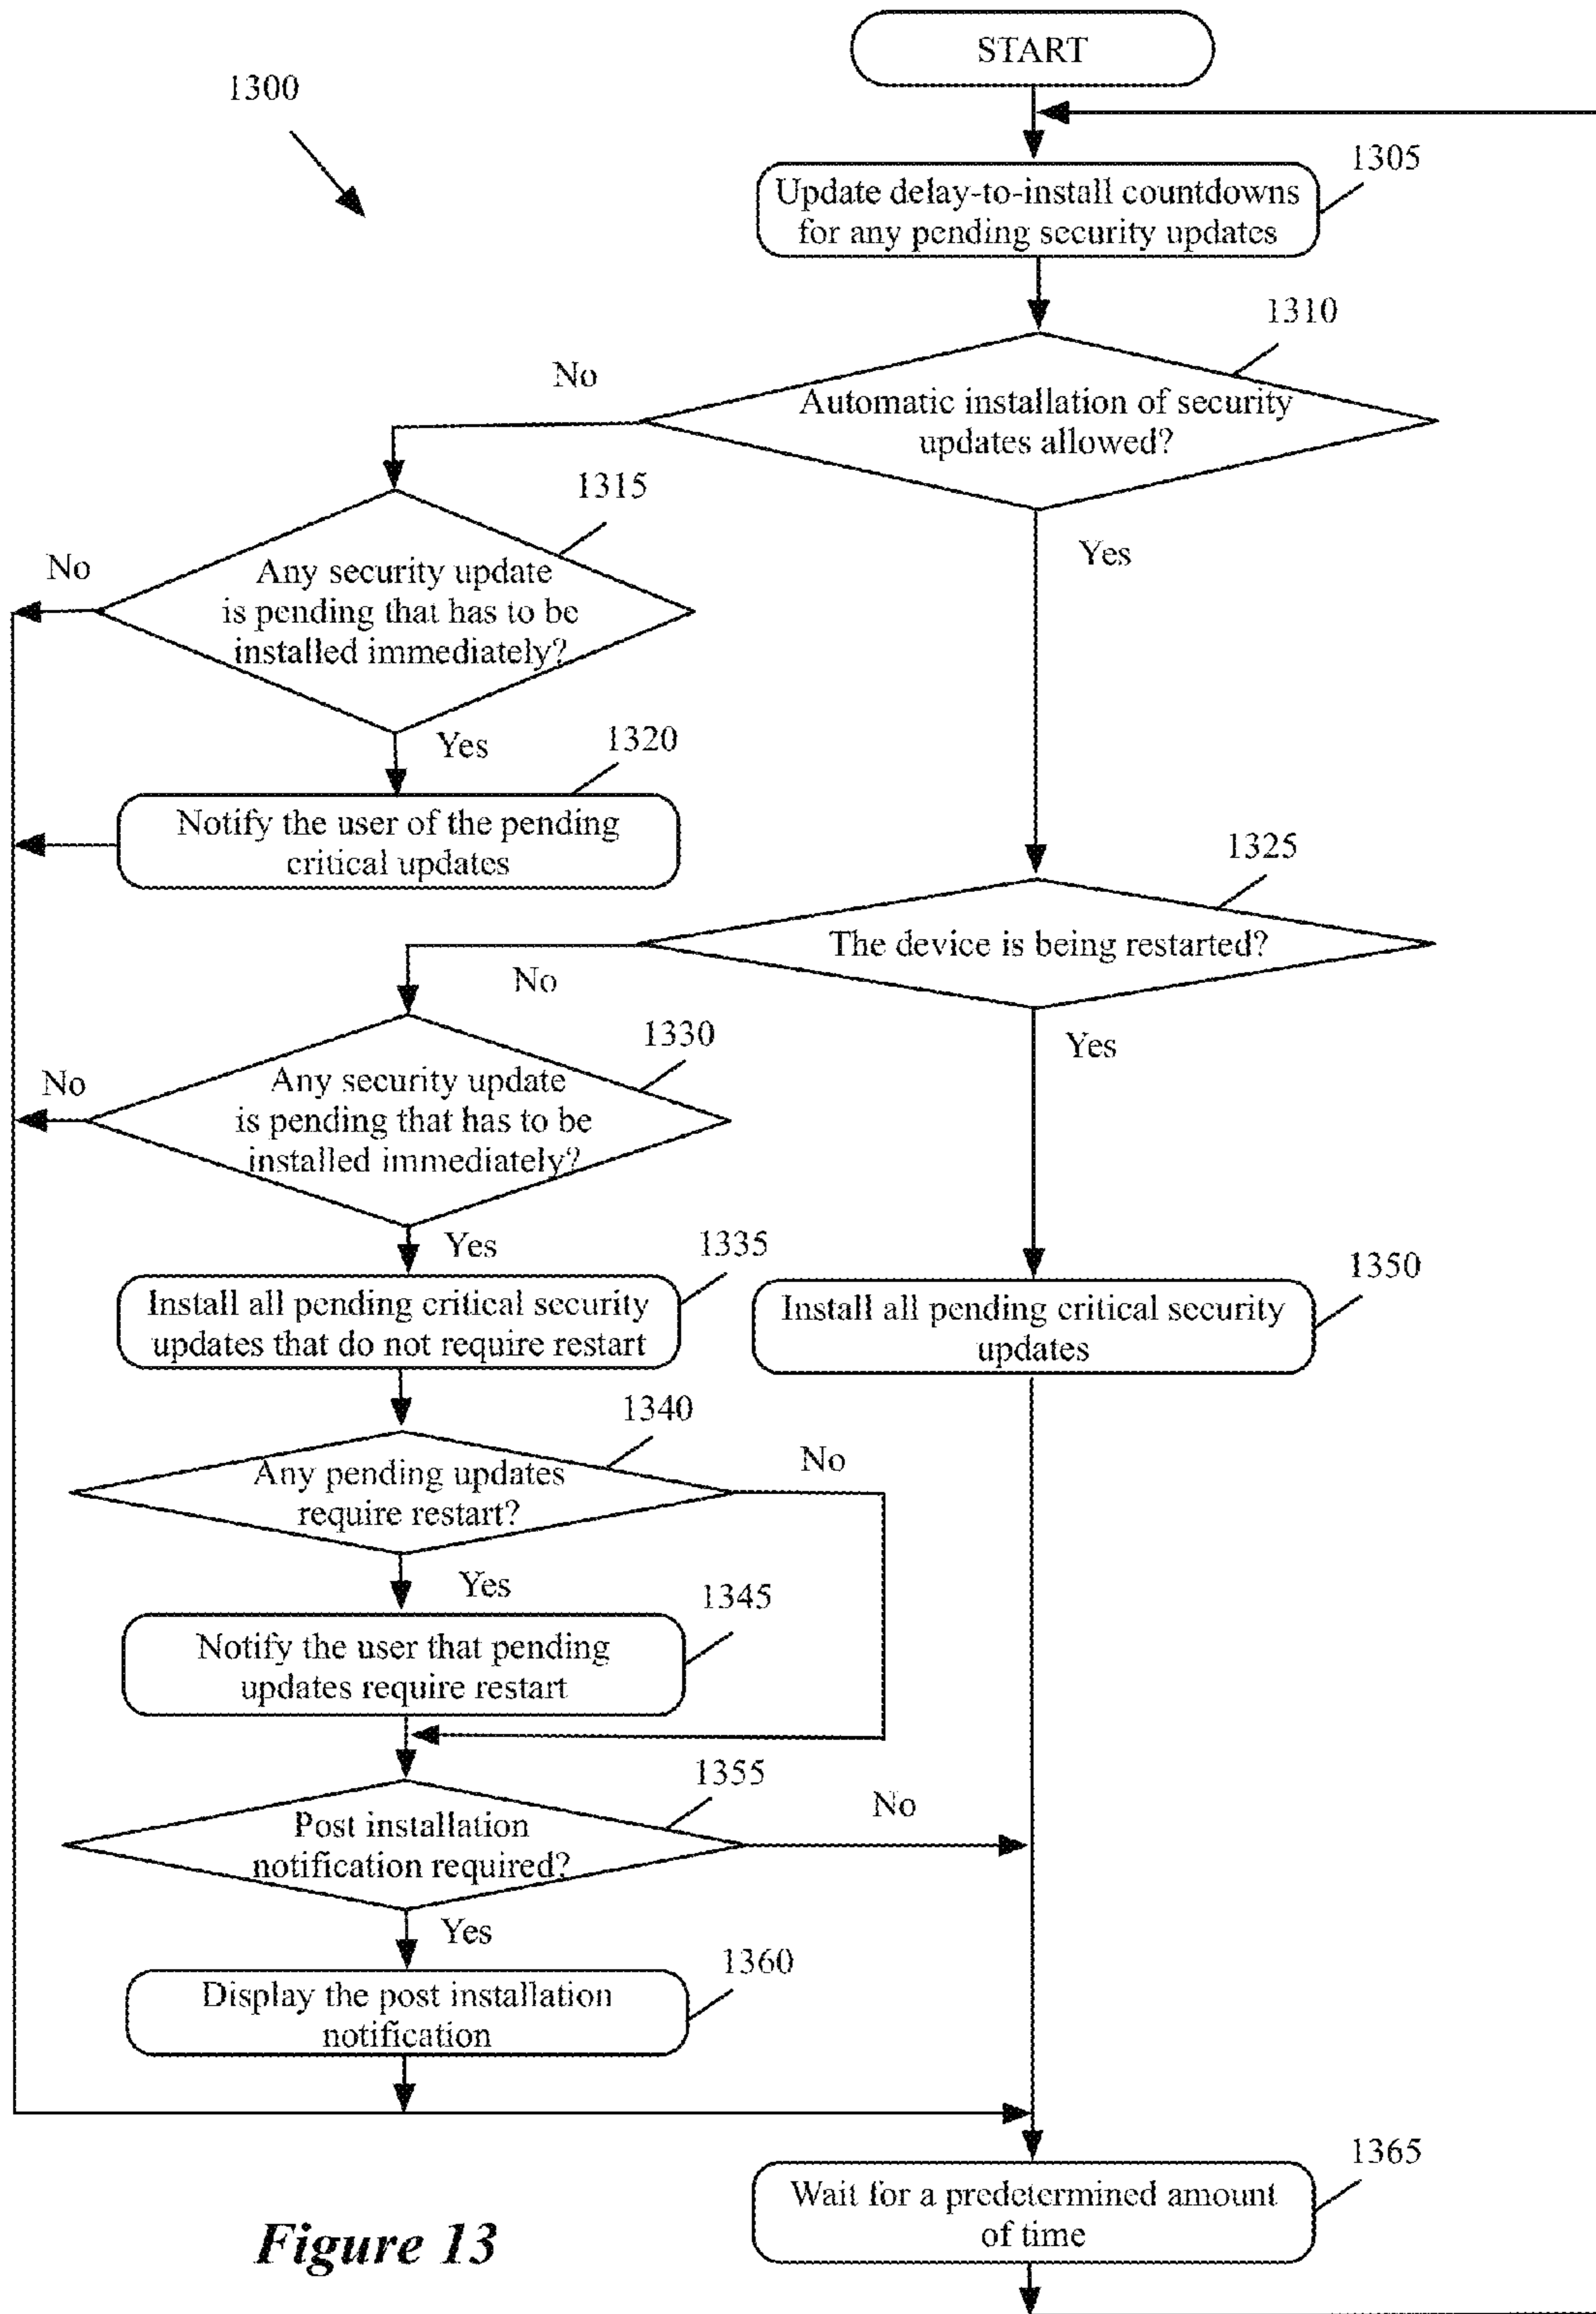 START
1300
1305
Update delay-to-install countdowns
for any pending security updates
1310
No
Automatic installation of security
updates allowed?
1315
Yes
No
Any security update
is pending that has to be
installed immediately?
Yes
1320
Notify the user of the pending
critical updates
1325
The device is being restarted?
No
1330
Yes
No
Any security update
is pending that has to be
installed immediately?
Yes
1335
Install all pending critical security
updates that do not require restart
1350
Install all pending critical security
updates
1340
No
Any pending updates
require restart?
Yes
1345
Notify the user that pending
updates require restart
1355
No
Post installation
notification required?
Yes
1360
Display the post installation
notification
1365
Wait for a predetermined amount
of time
Figure 13